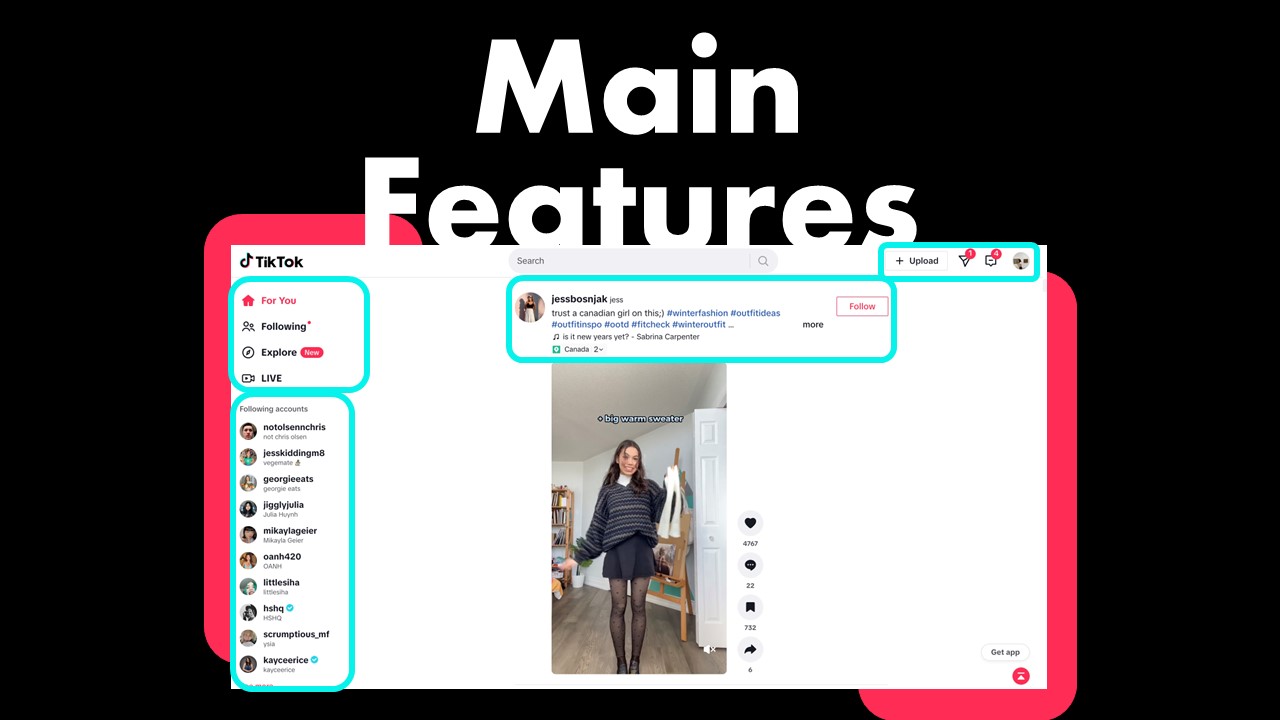 Main
Features
TikTok
Search
Upload
1
4
For You
Following
Explore New
LIVE
Following accounts
notolsennchris
not chris olsen
jesskiddingm8
vegemate
georgieeats
georgie eats
jigglyjulia
Julia Huynh
mikaylageier
Mikayla Geier
oanh420
OANH
littlesiha
littlesiha
hshq
HSHQ
scrumptious_mf
ysia
kayceerice
kayceerice
jessbosnjak jess
Follow
trust a canadian girl on this;) #winterfashion #outfitideas
#outfitinspo #ootd #fitcheck #winteroutfit ... more
is it new years yet? - Sabrina Carpenter
Canada 2
+ big warm sweater
4767
22
732
6
Get app